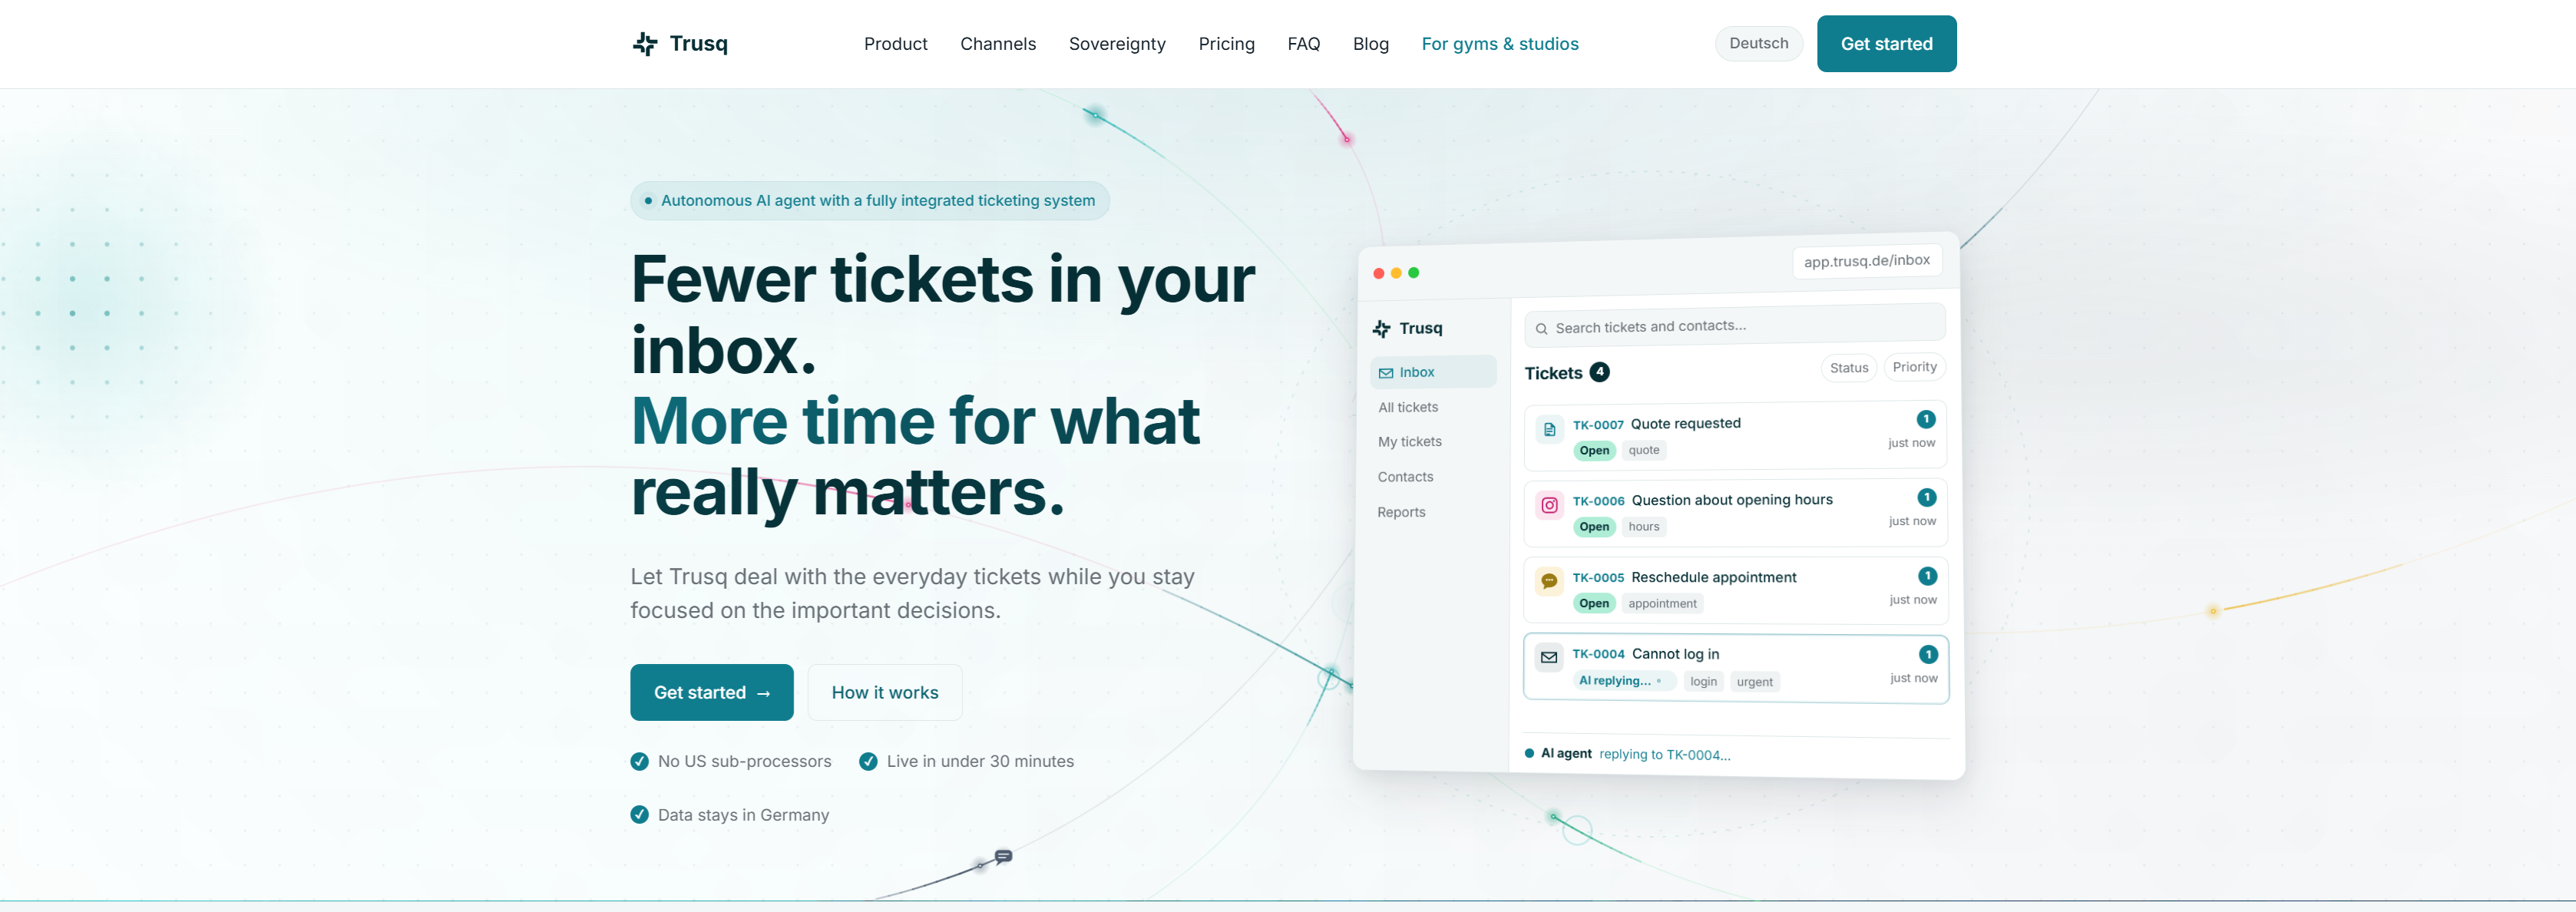 Trusq
Product Channels Sovereignty Pricing FAQ Blog For gyms & studios
Deutsch Get started
Autonomous AI agent with a fully integrated ticketing system
Fewer tickets in your
inbox.
More time for what
really matters.
Let Trusq deal with the everyday tickets while you stay
focused on the important decisions.
Get started → How it works
No US sub-processors Live in under 30 minutes
Data stays in Germany
app.trusq.de/inbox
Trusq
Inbox
All tickets
My tickets
Contacts
Reports
Search tickets and contacts...
Tickets 4 Status Priority
TK-0007 Quote requested 1
Open quote just now
TK-0006 Question about opening hours 1
Open hours just now
TK-0005 Reschedule appointment 1
Open appointment just now
TK-0004 Cannot log in 1
AI replying... login urgent just now
AI agent replying to TK-0004...